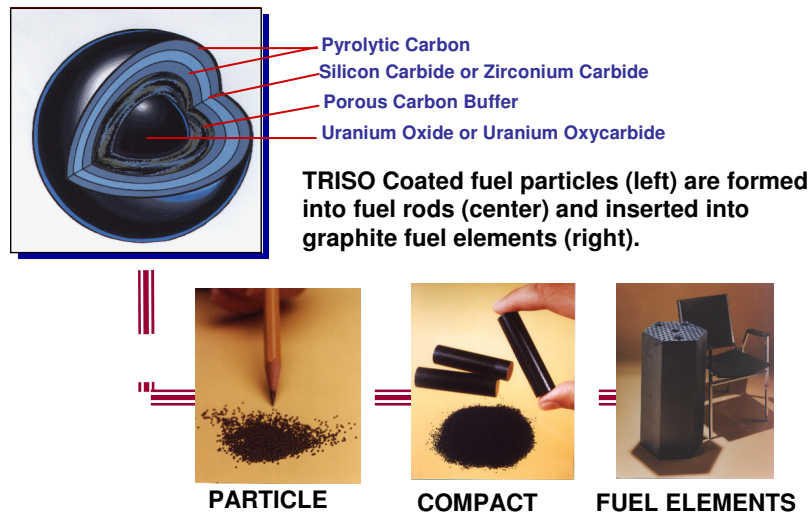 Pyrolytic Carbon
Silicon Carbide or Zirconium Carbide
Porous Carbon Buffer
Uranium Oxide or Uranium Oxycarbide
TRISO Coated fuel particles (left) are formed
into fuel rods (center) and inserted into
graphite fuel elements (right).
PARTICLE
COMPACT
FUEL ELEMENTS